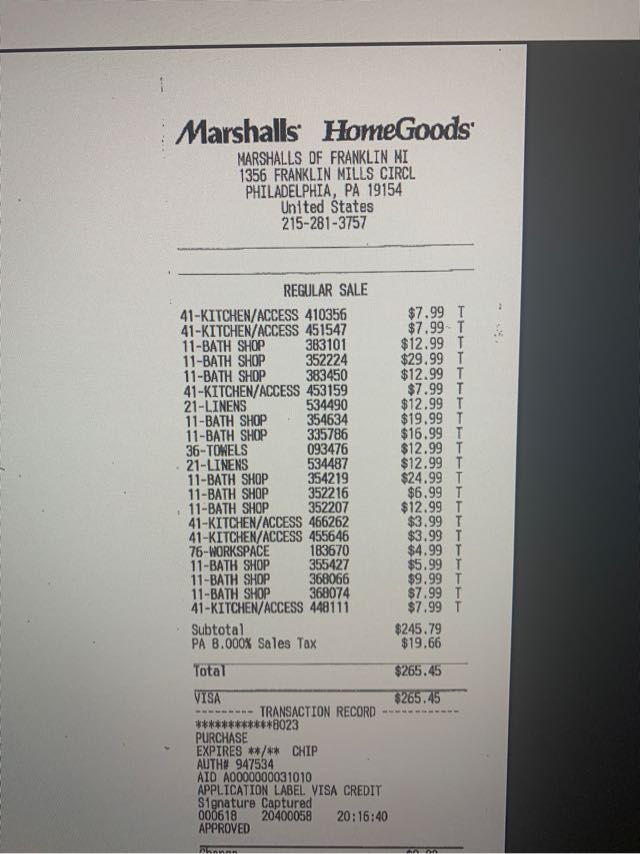 Marshalls HomeGoods
MARSHALLS OF FRANKLIN MI
1356 FRANKLIN MILLS CIRCL
PHILADELPHIA, PA 19154
United States
215-281-3757
REGULAR SALE
41-KITCHEN/ACCESS 410356 $7.99 T
41-KITCHEN/ACCESS 451547 $7.99 T
11-BATH SHOP 383101 $12.99 T
11-BATH SHOP 352224 $29.99 T
11-BATH SHOP 383450 $12.99 T
41-KITCHEN/ACCESS 453159 $7.99 T
21-LINENS 534490 $12.99 T
11-BATH SHOP 354634 $19.99 T
11-BATH SHOP 335786 $16.99 T
36-TOWELS 093476 $12.99 T
21-LINENS 534487 $12.99 T
11-BATH SHOP 354219 $24.99 T
11-BATH SHOP 352216 $6.99 T
11-BATH SHOP 352207 $12.99 T
41-KITCHEN/ACCESS 466262 $3.99 T
41-KITCHEN/ACCESS 455646 $3.99 T
76-WORKSPACE 183670 $4.99 T
11-BATH SHOP 355427 $5.99 T
11-BATH SHOP 368066 $9.99 T
11-BATH SHOP 368074 $7.99 T
41-KITCHEN/ACCESS 448111 $7.99 T
Subtotal $245.79
PA 8.000% Sales Tax $19.66
Total $265.45
VISA $265.45
--------- TRANSACTION RECORD ------------
************8023
PURCHASE
EXPIRES **/** CHIP
AUTH# 947534
AID A0000000031010
APPLICATION LABEL VISA CREDIT
Signature Captured
000618 20400058 20:16:40
APPROVED
Change $0.00